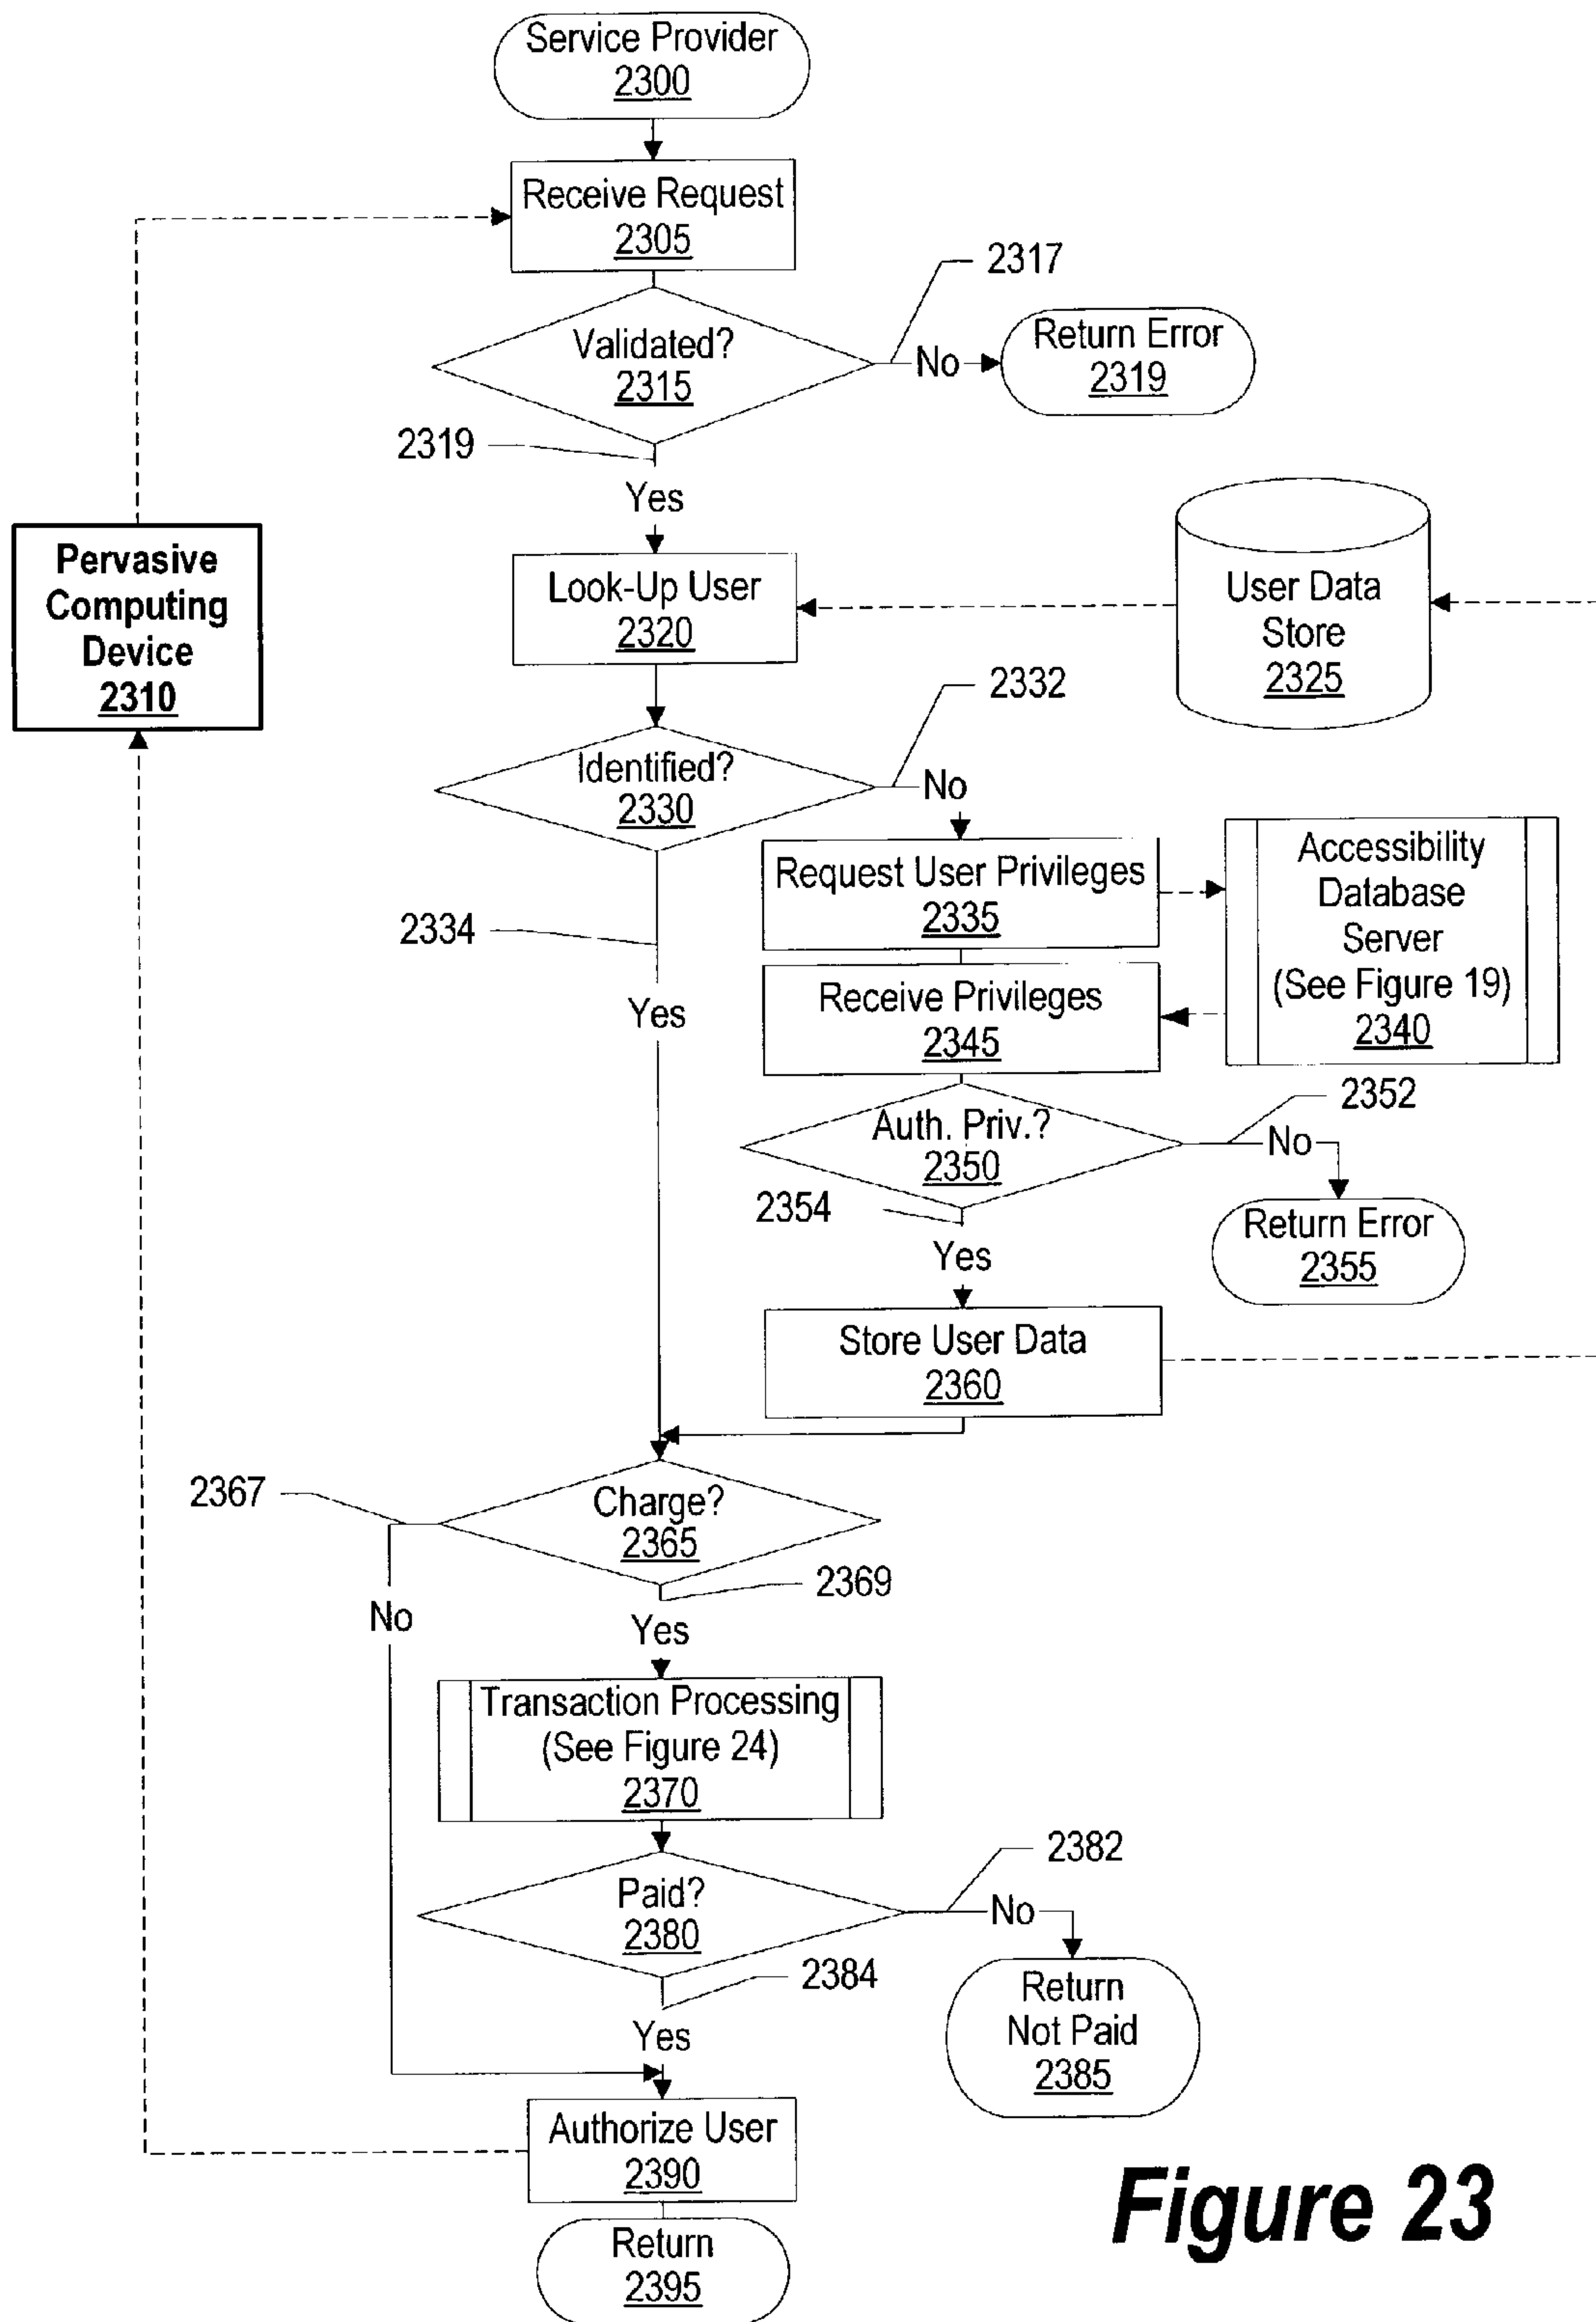 Service Provider
2300
Receive Request
2305
2317
Validated?
2315
No
Return Error
2319
2319
Yes
Pervasive
Computing
Device
2310
Look-Up User
2320
User Data
Store
2325
2332
Identified?
2330
No
Request User Privileges
2335
Accessibility
Database
Server
(See Figure 19)
2340
2334
Yes
Receive Privileges
2345
2352
Auth. Priv.?
2350
No
2354
Yes
Return Error
2355
Store User Data
2360
2367
Charge?
2365
2369
No
Yes
Transaction Processing
(See Figure 24)
2370
2382
Paid?
2380
No
2384
Yes
Return
Not Paid
2385
Authorize User
2390
Return
2395
Figure 23